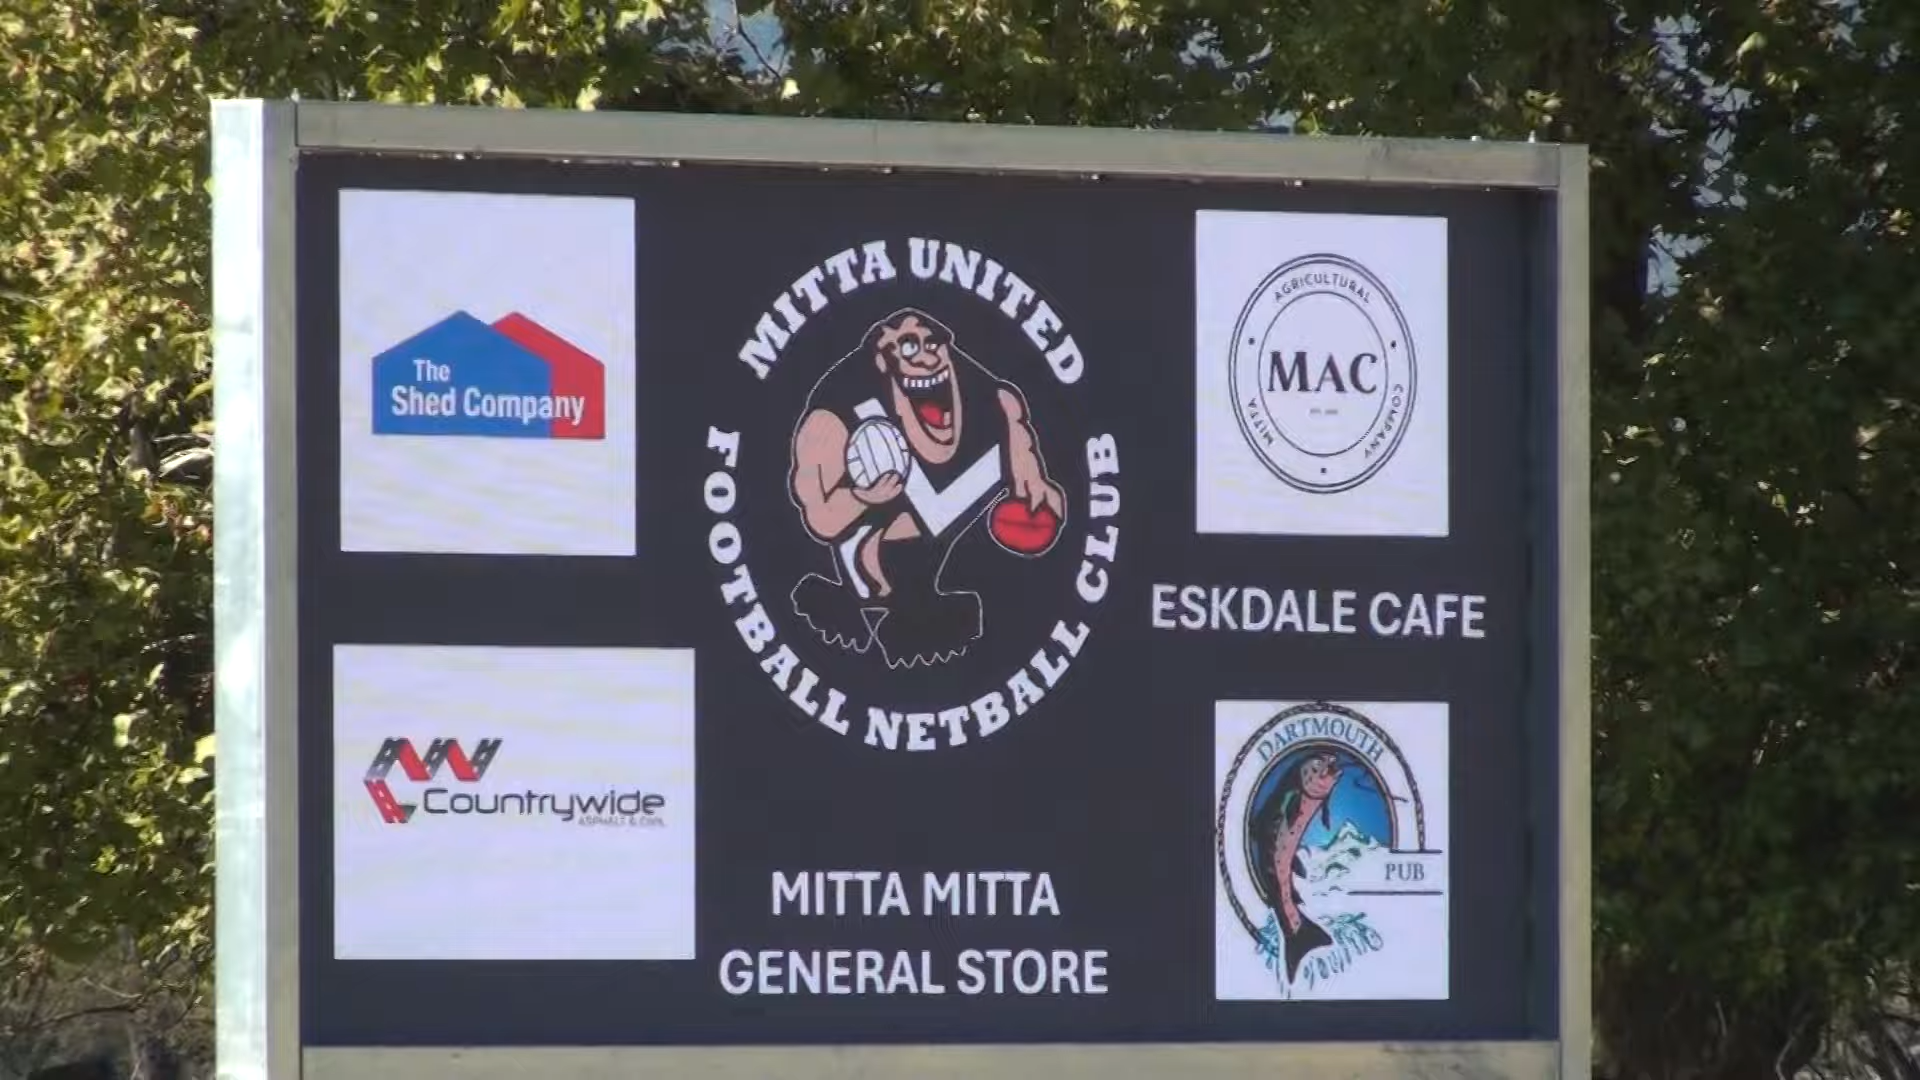 The
Shed Company
MITTA UNITED
FOOTBALL NETBALL CLUB
AGRICULTURAL
MAC
MITTA
COMPANY
ESKDALE CAFE
Countrywide
ASPHALT & CIVIL
DARTMOUTH
PUB
MITTA MITTA
GENERAL STORE